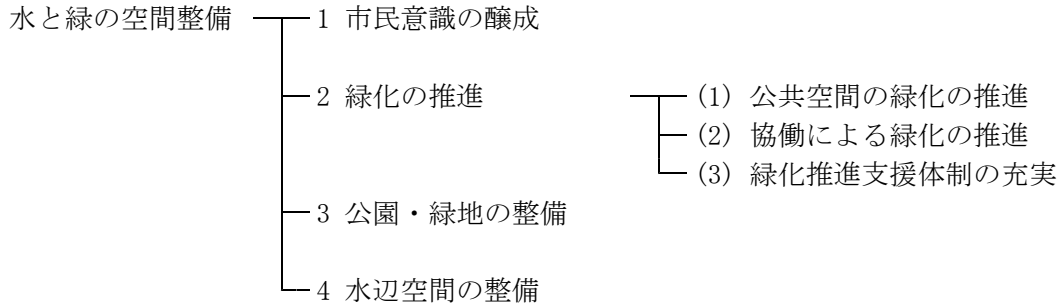 水と緑の空間整備 1 市民意識の醸成
2 緑化の推進 (1) 公共空間の緑化の推進
(2) 協働による緑化の推進
(3) 緑化推進支援体制の充実
3 公園・緑地の整備
4 水辺空間の整備